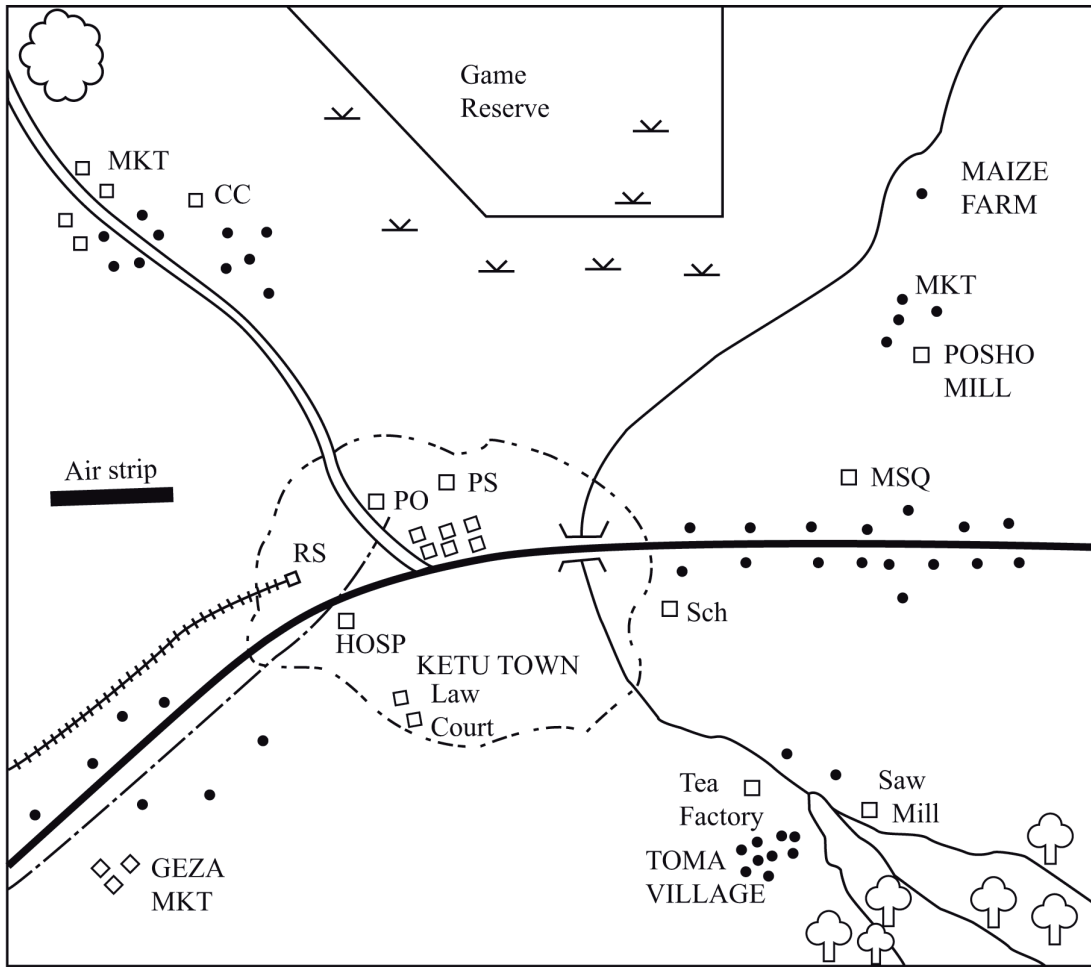 Game
Reserve
MKT
CC
MAIZE
FARM
MKT
POSHO
MILL
Air strip
PS
PO
MSQ
RS
Sch
HOSP
KETU TOWN
Law
Court
Tea
Factory
Saw
Mill
TOMA
VILLAGE
GEZA
MKT